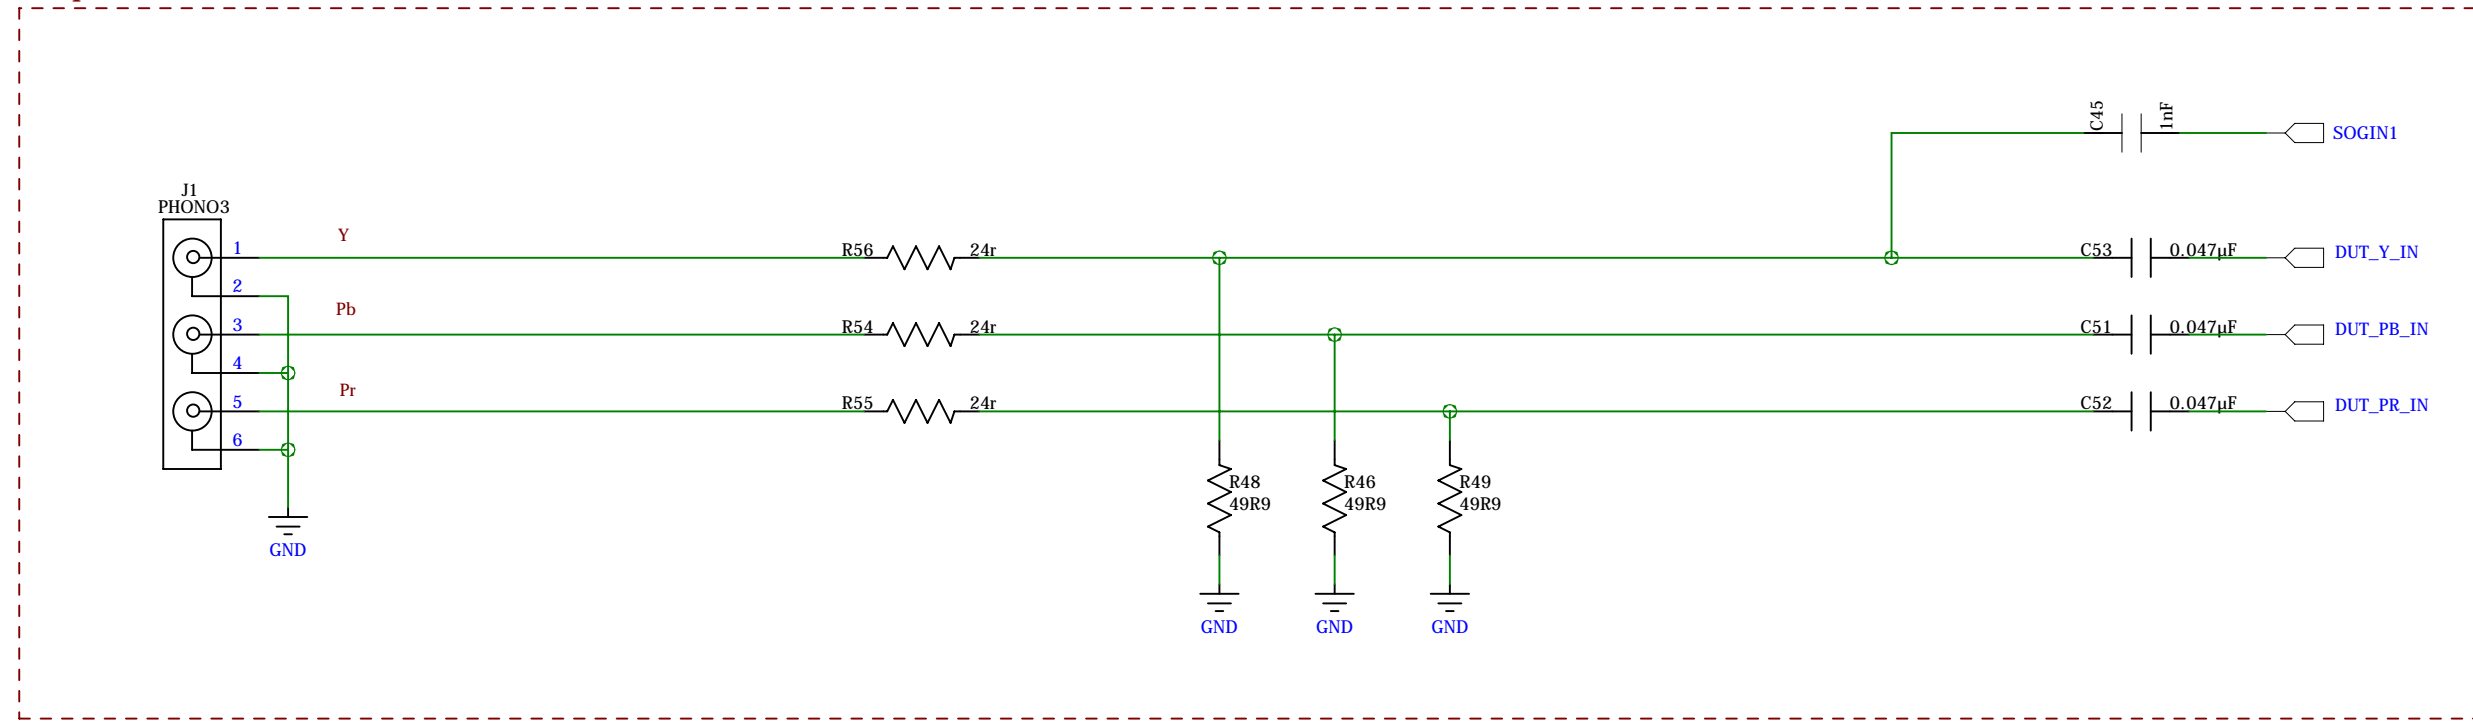 C45
1nF
SOGIN1
J1
PHONO3
1
Y
R56
24r
C53
0.047µF
DUT_Y_IN
2
3
Pb
R54
24r
C51
0.047µF
DUT_PB_IN
4
5
Pr
R55
24r
C52
0.047µF
DUT_PR_IN
6
R48
49R9
R46
49R9
R49
49R9
GND
GND
GND
GND